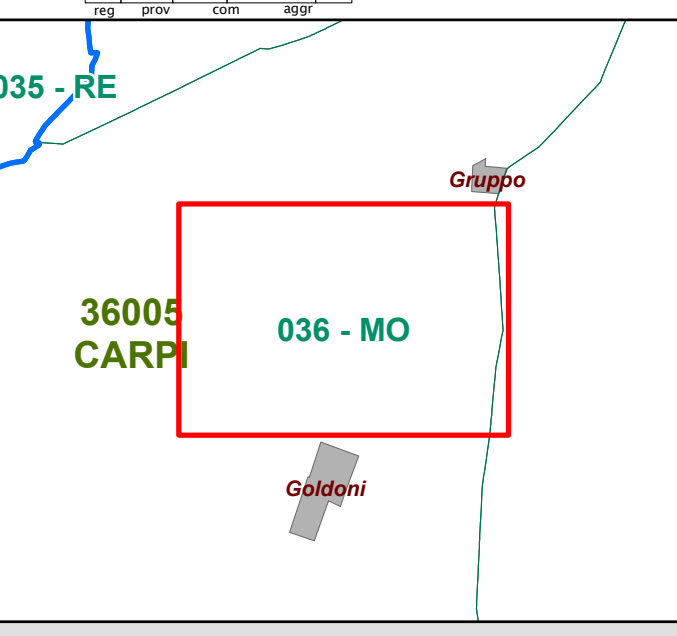 reg prov com aggr
035 - RE
Gruppo
36005
CARPI
036 - MO
Goldoni